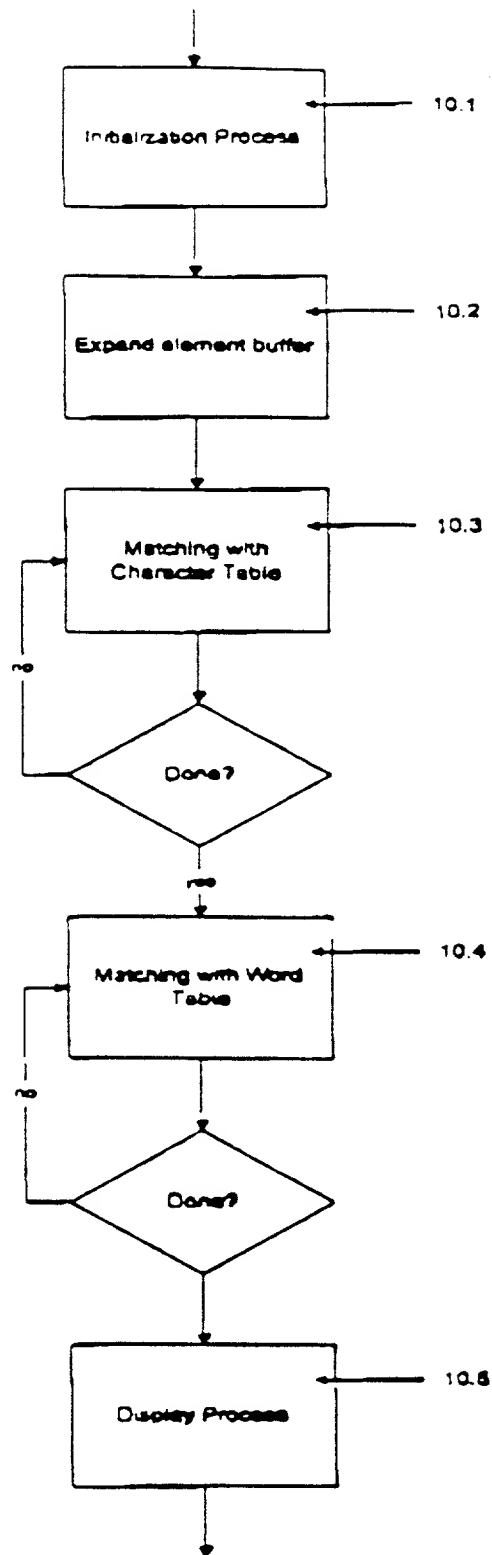 Initialization Process
10.1
Expand element buffer
10.2
Matching with
Character Table
10.3
no
Done?
yes
Matching with Word
Table
10.4
no
Done?
Display Process
10.5